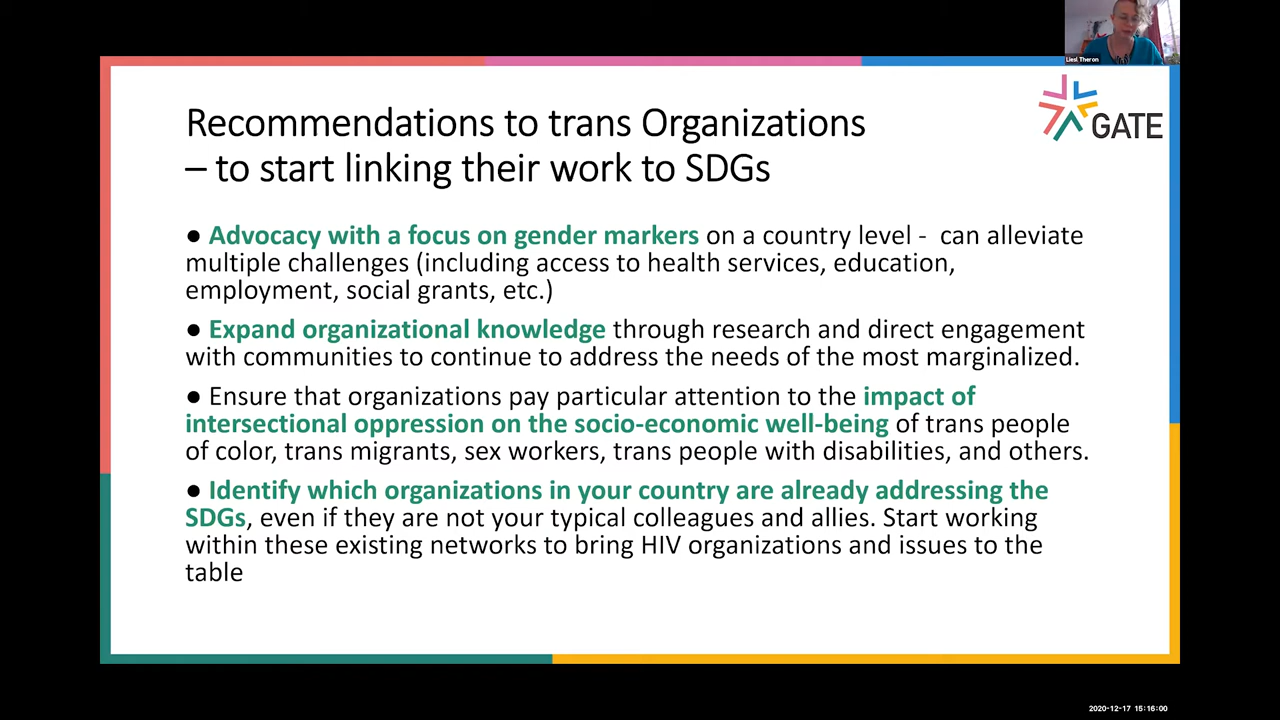 Liesl Theron
GATE
Recommendations to trans Organizations
– to start linking their work to SDGs
● Advocacy with a focus on gender markers on a country level -  can alleviate
multiple challenges (including access to health services, education,
employment, social grants, etc.)
● Expand organizational knowledge through research and direct engagement
with communities to continue to address the needs of the most marginalized.
● Ensure that organizations pay particular attention to the impact of
intersectional oppression on the socio-economic well-being of trans people
of color, trans migrants, sex workers, trans people with disabilities, and others.
● Identify which organizations in your country are already addressing the
SDGs, even if they are not your typical colleagues and allies. Start working
within these existing networks to bring HIV organizations and issues to the
table
2020-12-17 15:16:00